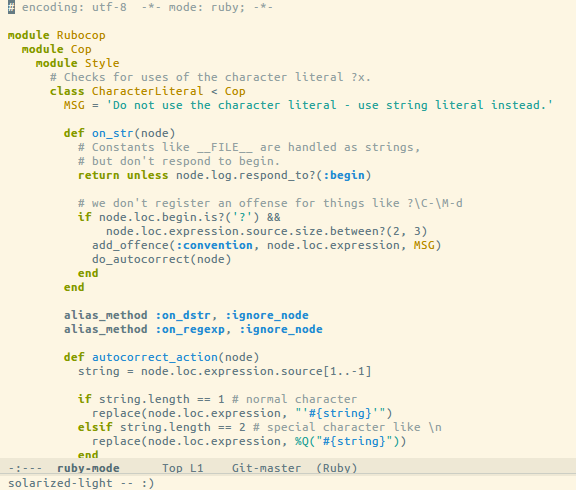 # encoding: utf-8  -*- mode: ruby; -*-

module Rubocop
  module Cop
    module Style
      # Checks for uses of the character literal ?x.
      class CharacterLiteral < Cop
        MSG = 'Do not use the character literal - use string literal instead.'

        def on_str(node)
          # Constants like __FILE__ are handled as strings,
          # but don't respond to begin.
          return unless node.log.respond_to?(:begin)

          # we don't register an offense for things like ?\C-\M-d
          if node.loc.begin.is?('?') &&
              node.loc.expression.source.size.between?(2, 3)
            add_offence(:convention, node.loc.expression, MSG)
            do_autocorrect(node)
          end
        end

        alias_method :on_dstr, :ignore_node
        alias_method :on_regexp, :ignore_node

        def autocorrect_action(node)
          string = node.loc.expression.source[1..-1]

          if string.length == 1 # normal character
            replace(node.loc.expression, "'#{string}'")
          elsif string.length == 2 # special character like \n
            replace(node.loc.expression, %Q("#{string}"))
          end
-:---  ruby-mode      Top L1    Git-master  (Ruby)
solarized-light -- :)